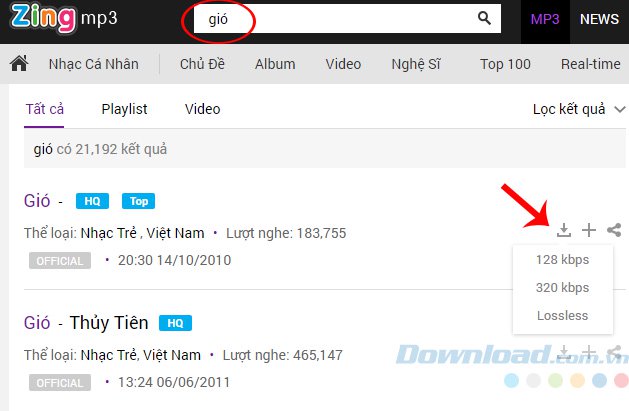 Zing mp3 gió MP3 NEWS
Nhạc Cá Nhân Chủ Đề Album Video Nghệ Sĩ Top 100 Real-time
Tất cả Playlist Video Lọc kết quả
gió có 21,192 kết quả
Gió - HQ Top
Thể loại: Nhạc Trẻ , Việt Nam • Lượt nghe: 183,755
OFFICIAL • 20:30 14/10/2010
128 kbps
320 kbps
Lossless
Gió - Thủy Tiên HQ
Thể loại: Nhạc Trẻ, Việt Nam • Lượt nghe: 465,147
OFFICIAL • 13:24 06/06/2011
Download.com.vn